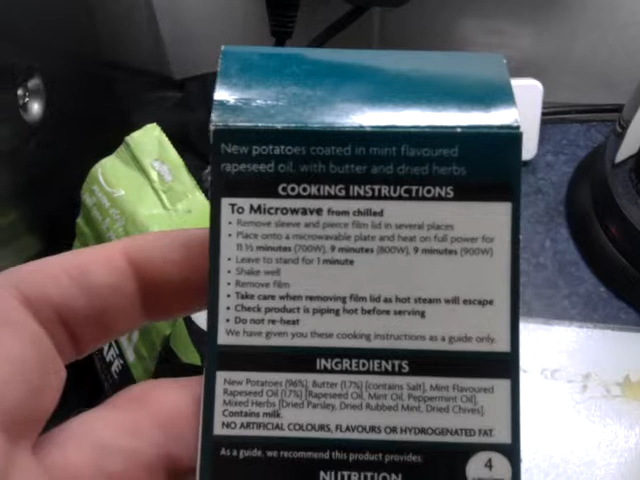 New potatoes coated in mint flavoured
rapeseed oil, with butter and dried herbs
COOKING INSTRUCTIONS
To Microwave from chilled
• Remove sleeve and pierce film lid in several places
• Place onto a microwavable plate and heat on full power for
11 ½ minutes (700W), 9 minutes (800W), 9 minutes (900W)
• Leave to stand for 1 minute
• Shake well
• Remove film
• Take care when removing film lid as hot steam will escape
• Check product is piping hot before serving
• Do not re-heat
We have given you these cooking instructions as a guide only.
INGREDIENTS
New Potatoes (96%), Butter (1.7%) [contains Salt], Mint Flavoured
Rapeseed Oil (1.7%) [Rapeseed Oil, Mint Oil, Peppermint Oil],
Mixed Herbs [Dried Parsley, Dried Rubbed Mint, Dried Chives].
Contains milk.
NO ARTIFICIAL COLOURS, FLAVOURS OR HYDROGENATED FAT.
As a guide, we recommend this product provides:
4
NUTRITION